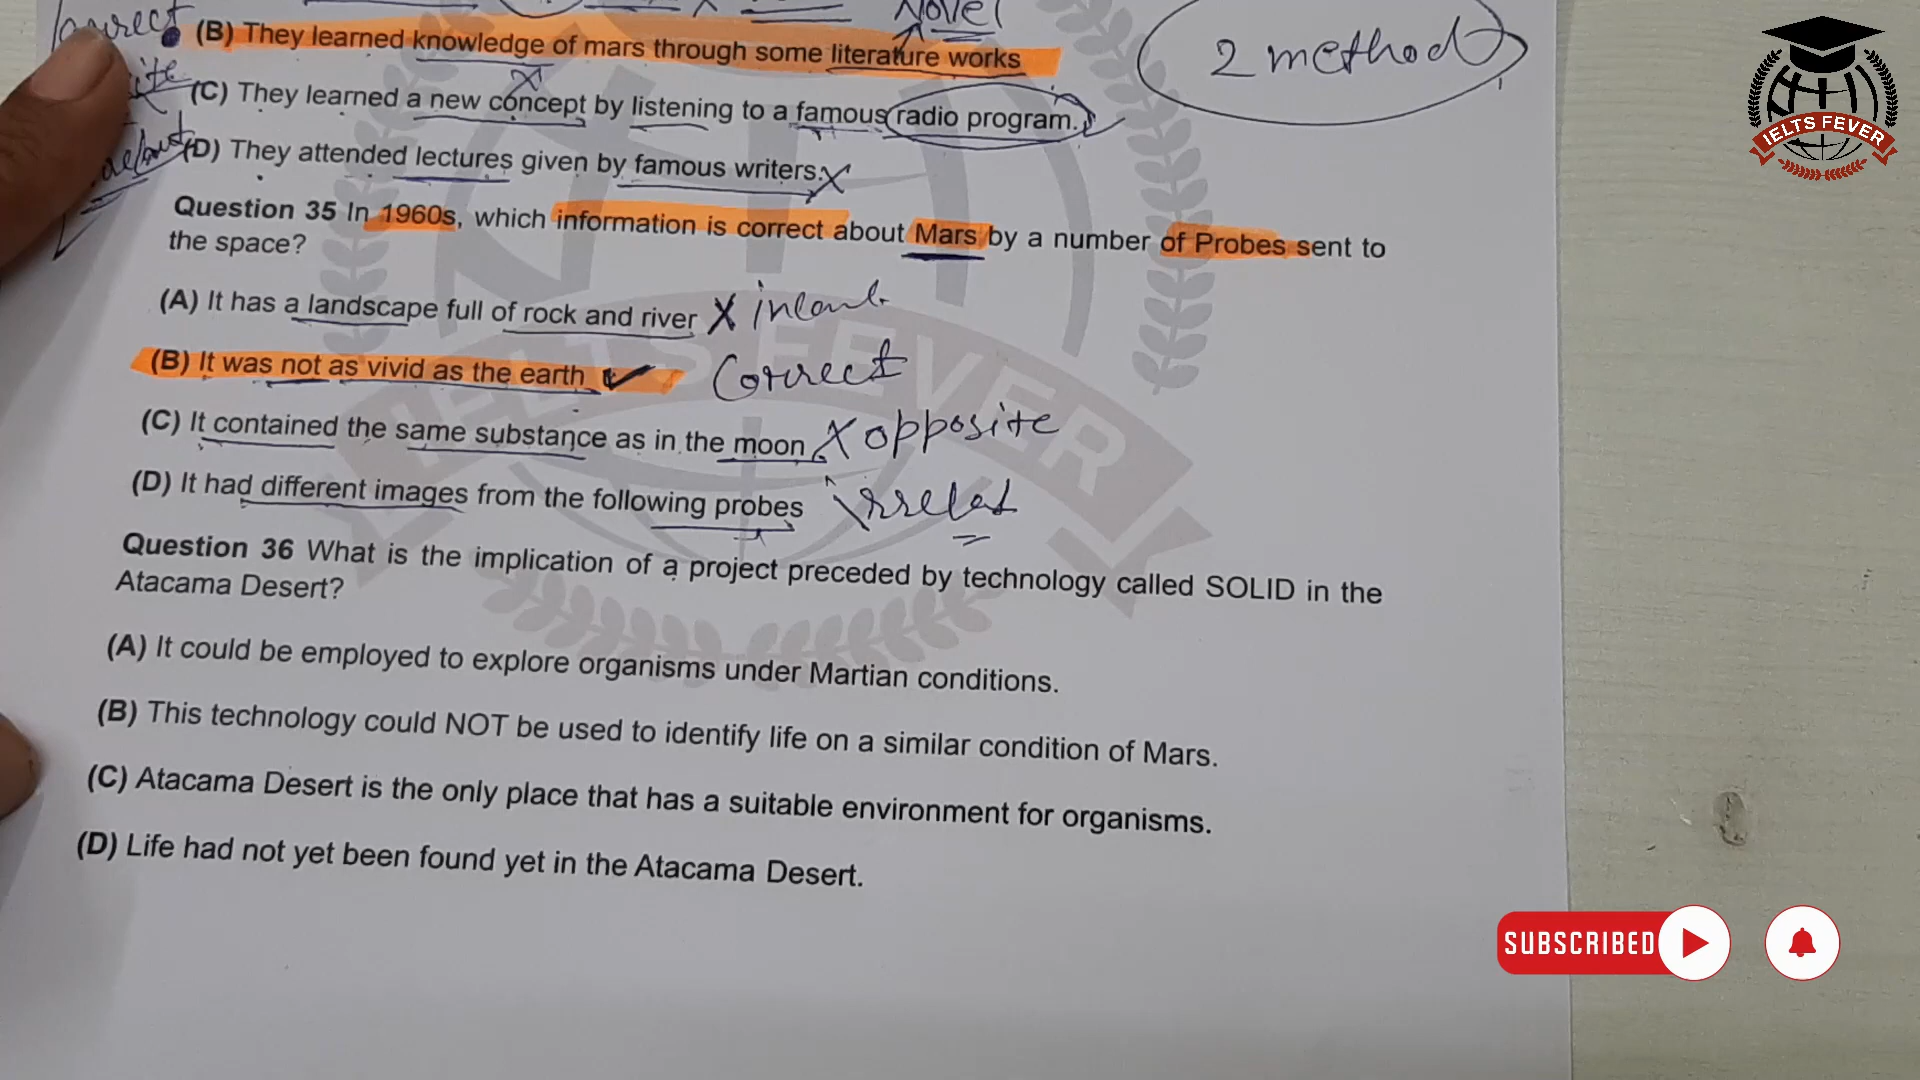 Novel
(B) They learned knowledge of mars through some literature works
2 method
(C) They learned a new concept by listening to a famous radio program.
(D) They attended lectures given by famous writers. X
Question 35 In 1960s, which information is correct about Mars by a number of Probes sent to
the space?
(A) It has a landscape full of rock and river X
(B) It was not as vivid as the earth ✓ Correct
(C) It contained the same substance as in the moon. X opposite
(D) It had different images from the following probes
Question 36 What is the implication of a project preceded by technology called SOLID in the
Atacama Desert?
(A) It could be employed to explore organisms under Martian conditions.
(B) This technology could NOT be used to identify life on a similar condition of Mars.
(C) Atacama Desert is the only place that has a suitable environment for organisms.
(D) Life had not yet been found yet in the Atacama Desert.
IELTS FEVER
IELTS FEVER
SUBSCRIBED